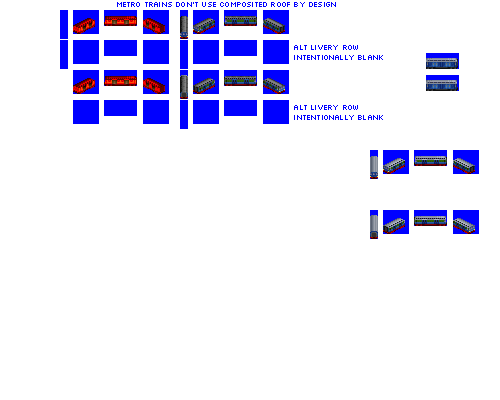 METRO TRAINS DON'T USE COMPOSITED ROOF BY DESIGN
ALT LIVERY ROW
INTENTIONALLY BLANK
ALT LIVERY ROW
INTENTIONALLY BLANK